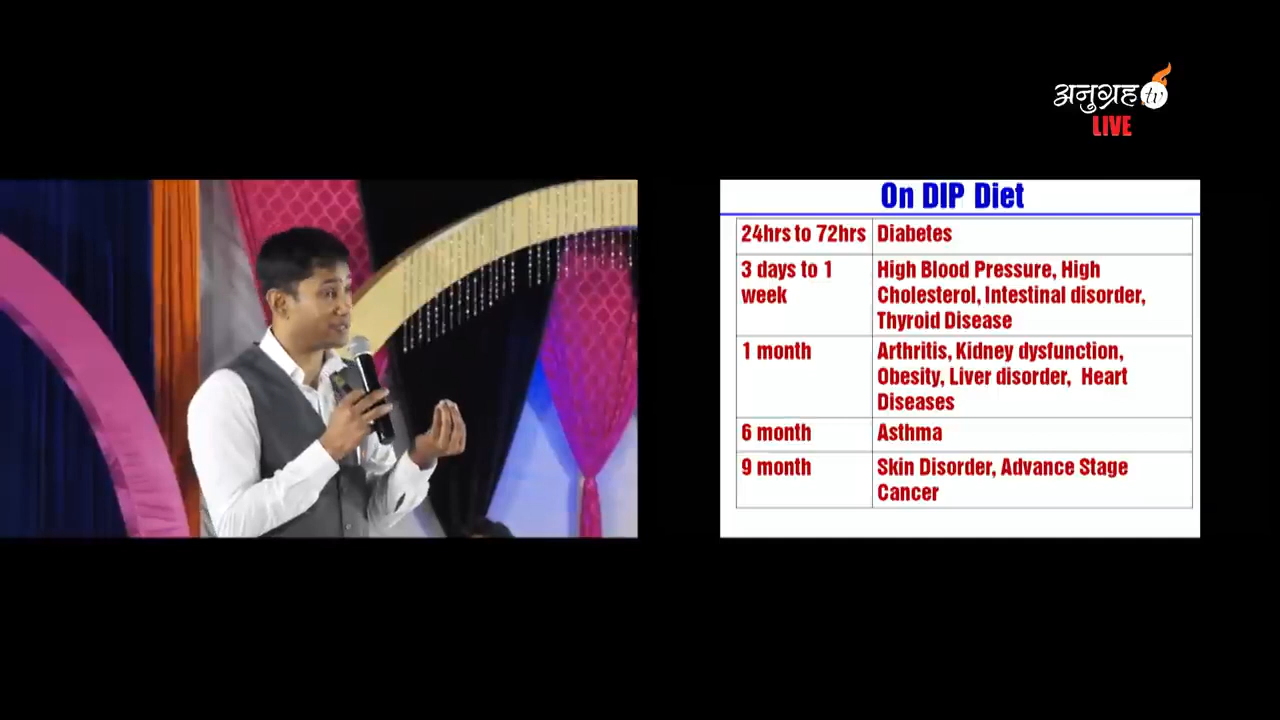 अनुग्रह tv
LIVE
On DIP Diet
24hrs to 72hrs Diabetes
3 days to 1 week High Blood Pressure, High
Cholesterol, Intestinal disorder,
Thyroid Disease
1 month Arthritis, Kidney dysfunction,
Obesity, Liver disorder, Heart
Diseases
6 month Asthma
9 month Skin Disorder, Advance Stage
Cancer